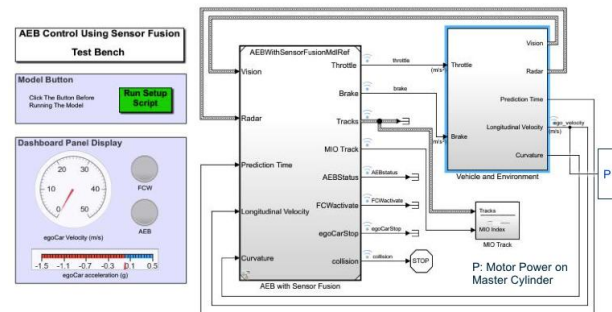 AEB Control Using Sensor Fusion
Test Bench
Model Button
Click The Button Before
Running The Model
Run Setup
Script
Dashboard Panel Display
0
10
20
30
40
50
egoCar Velocity (m/s)
FCW
AEB
-1.5 -1.1 -0.7 -0.3 0.1 0.5
egoCar acceleration (g)
AEBWithSensorFusionMdlRef
Vision
Radar
Prediction Time
Longitudinal Velocity
Curvature
Throttle
Brake
Tracks
MIO Track
AEBStatus
FCWactivate
egoCarStop
collision
AEB with Sensor Fusion
throttle
brake
AEBstatus
FCWactivate
egoCarStop
collision
STOP
Throttle
Brake
Vision
Radar
Prediction Time
Longitudinal Velocity
Curvature
Vehicle and Environment
ego_velocity
P
Tracks
MIO Index
MIO Track
P: Motor Power on
Master Cylinder